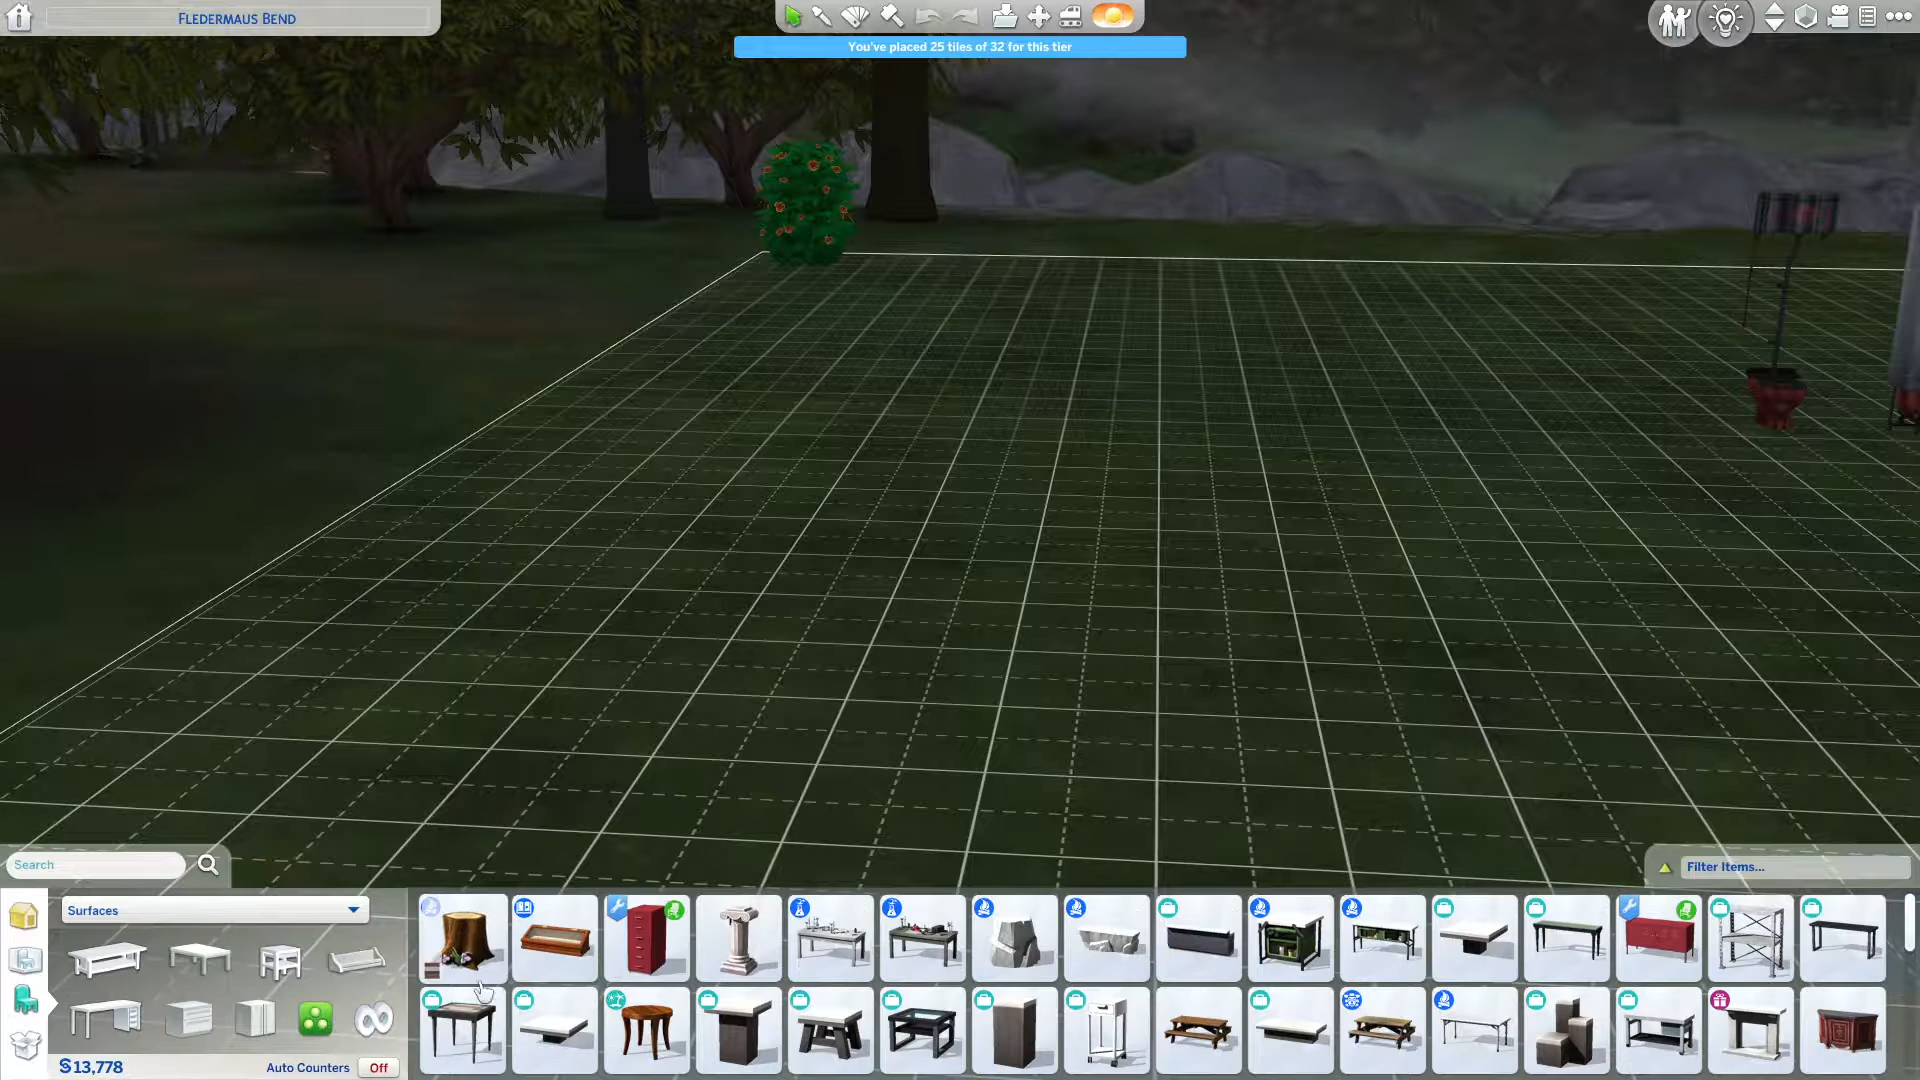 FLEDERMAUS BEND
You've placed 25 tiles of 32 for this tier
Search
Filter Items...
Surfaces
§13,778
Auto Counters
Off